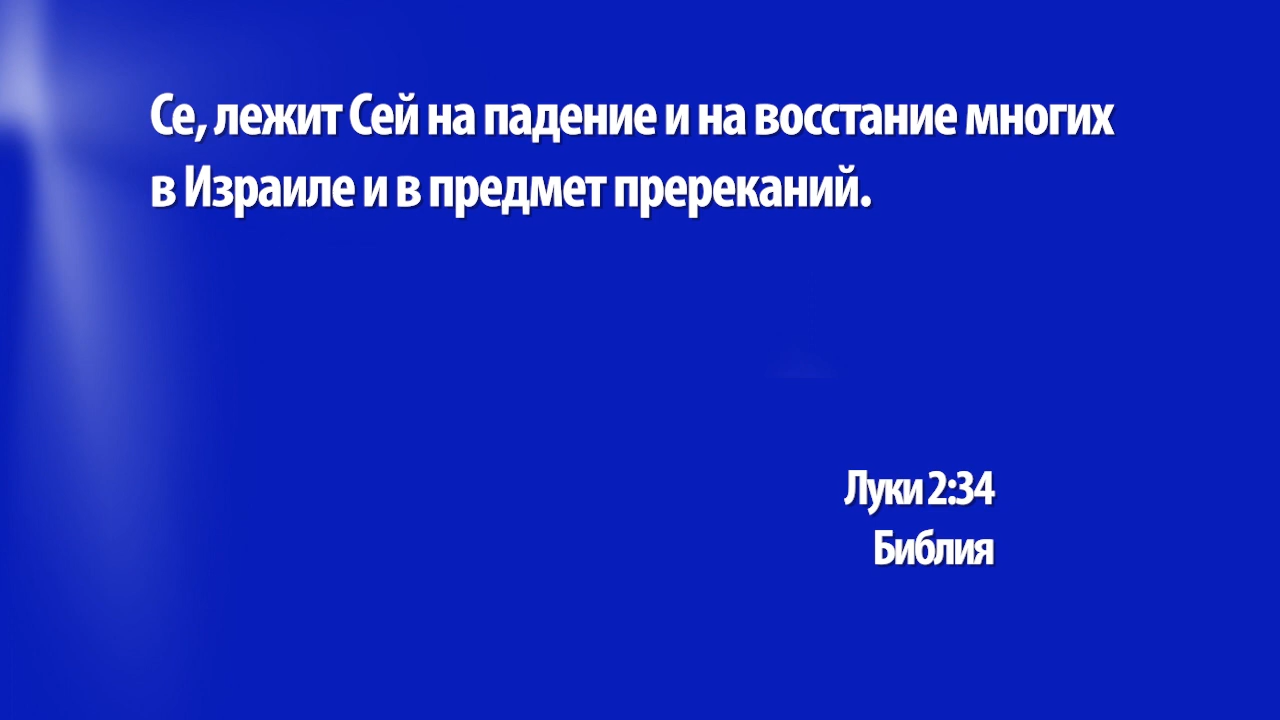 Се, лежит Сей на падение и на восстание многих
в Израиле и в предмет пререканий.
Луки 2:34
Библия